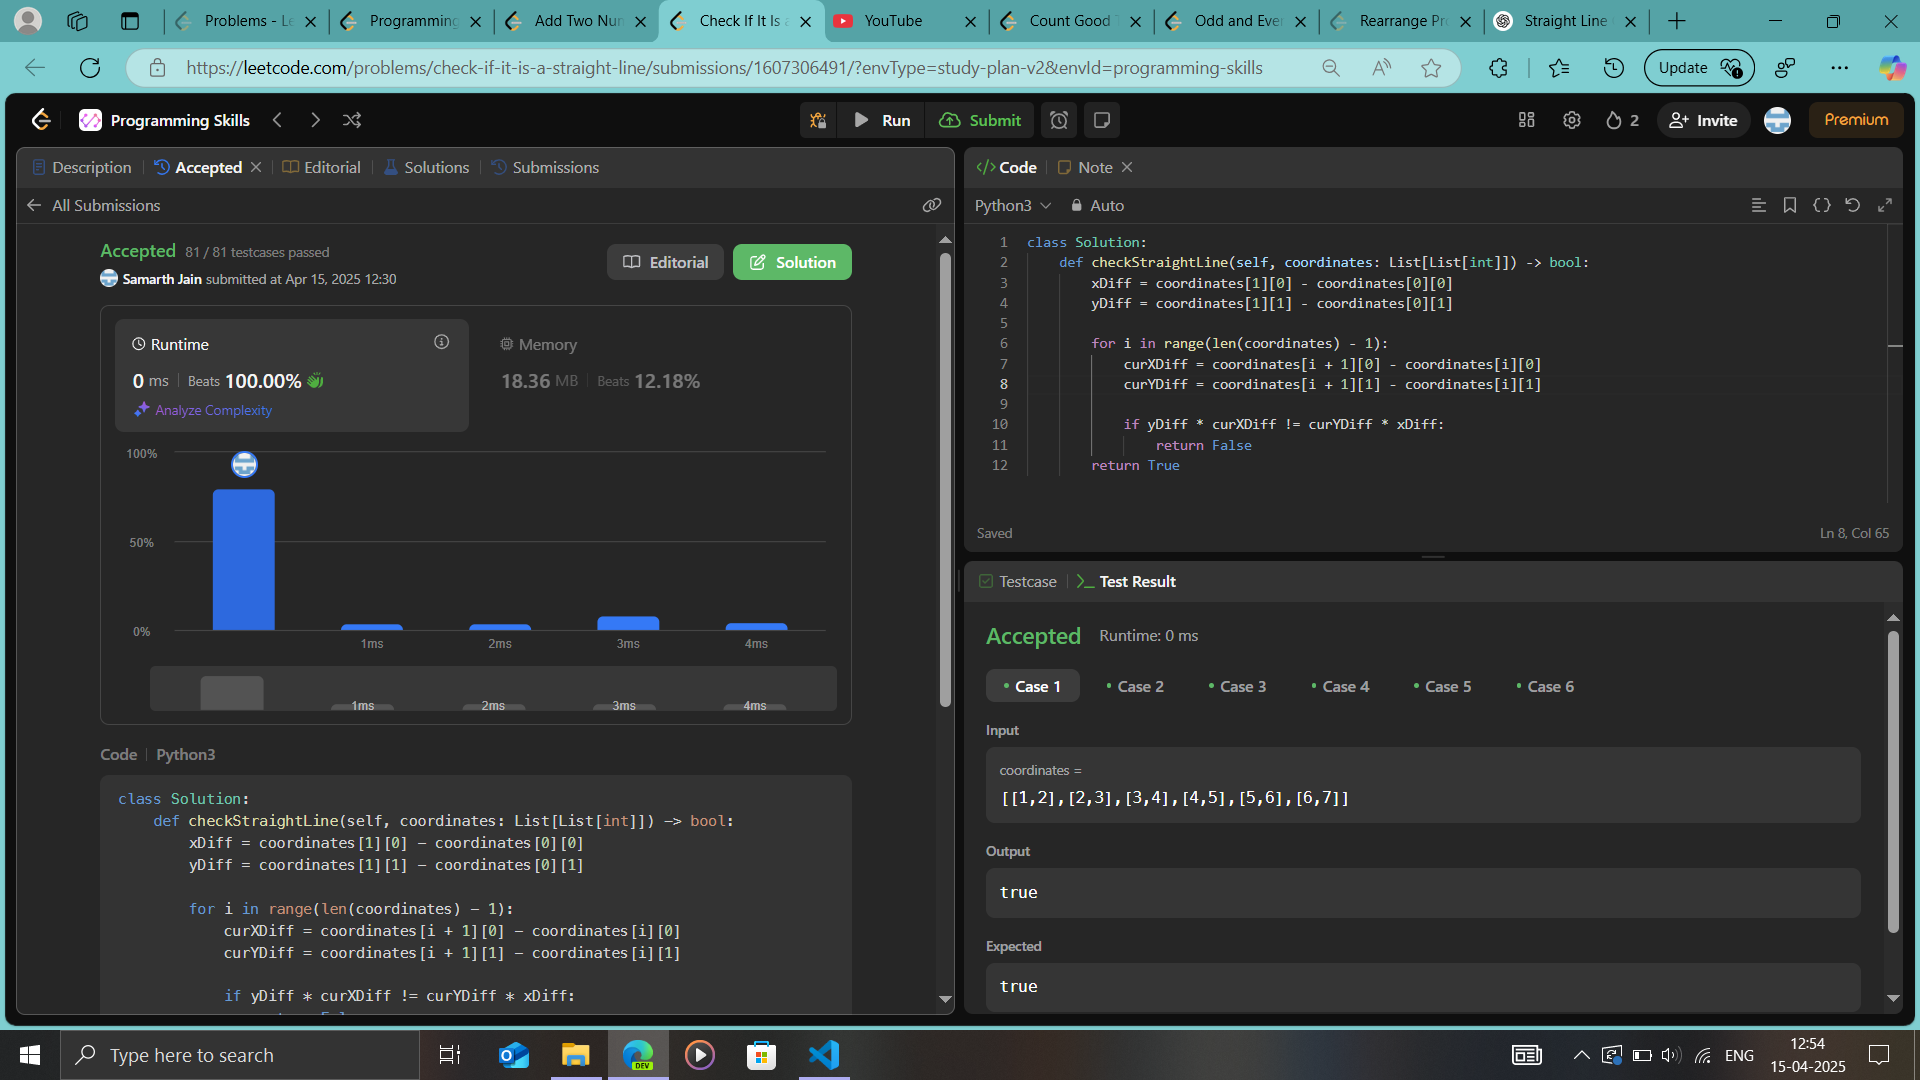 Problems - Le
Programming
Add Two Nun
Check If It Is a
YouTube
Count Good T
Odd and Ever
Rearrange Pr
Straight Line
https://leetcode.com/problems/check-if-it-is-a-straight-line/submissions/1607306491/?envType=study-plan-v2&envId=programming-skills
Update
Programming Skills
Run
Submit
2
Invite
Premium
Description
Accepted
Editorial
Solutions
Submissions
All Submissions
Accepted 81 / 81 testcases passed
Samarth Jain submitted at Apr 15, 2025 12:30
Editorial
Solution
Runtime
0 ms Beats 100.00%
Analyze Complexity
Memory
18.36 MB Beats 12.18%
100%
50%
0%
1ms 2ms 3ms 4ms
1ms 2ms 3ms 4ms
Code Python3
class Solution:
def checkStraightLine(self, coordinates: List[List[int]]) -> bool:
xDiff = coordinates[1][0] - coordinates[0][0]
yDiff = coordinates[1][1] - coordinates[0][1]
for i in range(len(coordinates) - 1):
curXDiff = coordinates[i + 1][0] - coordinates[i][0]
curYDiff = coordinates[i + 1][1] - coordinates[i][1]
if yDiff * curXDiff != curYDiff * xDiff:
Code
Note
Python3
Auto
1 class Solution:
2 def checkStraightLine(self, coordinates: List[List[int]]) -> bool:
3 xDiff = coordinates[1][0] - coordinates[0][0]
4 yDiff = coordinates[1][1] - coordinates[0][1]
5
6 for i in range(len(coordinates) - 1):
7 curXDiff = coordinates[i + 1][0] - coordinates[i][0]
8 curYDiff = coordinates[i + 1][1] - coordinates[i][1]
9
10 if yDiff * curXDiff != curYDiff * xDiff:
11 return False
12 return True
Saved
Ln 8, Col 65
Testcase
Test Result
Accepted Runtime: 0 ms
Case 1
Case 2
Case 3
Case 4
Case 5
Case 6
Input
coordinates =
[[1,2],[2,3],[3,4],[4,5],[5,6],[6,7]]
Output
true
Expected
true
Type here to search
DEV
ENG
12:54
15-04-2025